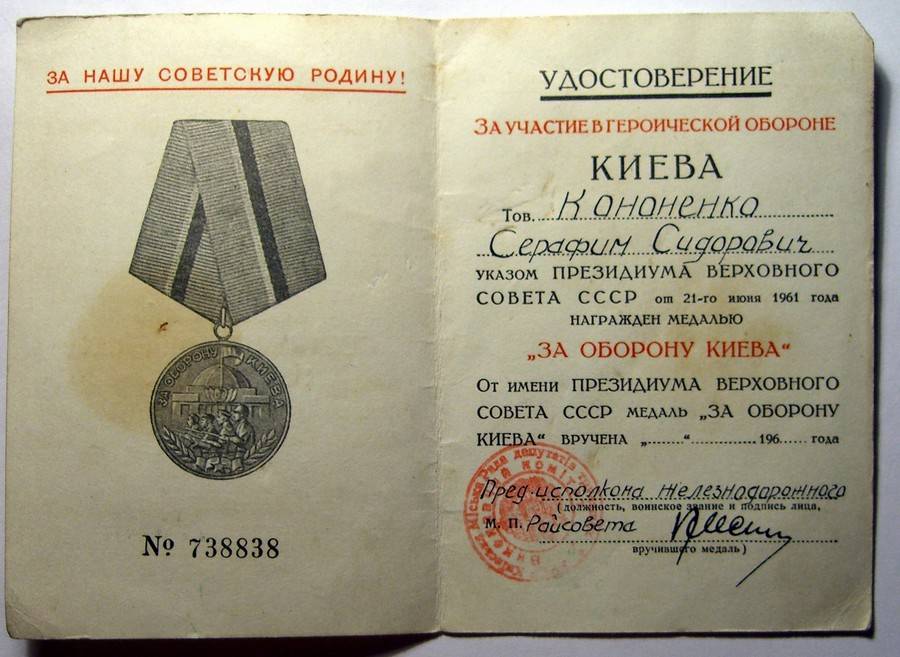 ЗА НАШУ СОВЕТСКУЮ РОДИНУ!
ЗА ОБОРОНУ КИЕВА
№ 738838
УДОСТОВЕРЕНИЕ
ЗА УЧАСТИЕ В ГЕРОИЧЕСКОЙ ОБОРОНЕ
КИЕВА
Тов. Кононенко
Серафим Сидорович
УКАЗОМ ПРЕЗИДИУМА ВЕРХОВНОГО
СОВЕТА СССР от 21-го июня 1961 года
НАГРАЖДЕН МЕДАЛЬЮ
„ЗА ОБОРОНУ КИЕВА“
От имени ПРЕЗИДИУМА ВЕРХОВНОГО
СОВЕТА СССР МЕДАЛЬ „ЗА ОБОРОНУ
КИЕВА“ ВРУЧЕНА „........“ ........196...... года
Пред. исполкома Железнодорожного
(должность, воинское звание и подпись лица,
М. П. Райсовета
вручившего медаль)
Міська Рада депутатів